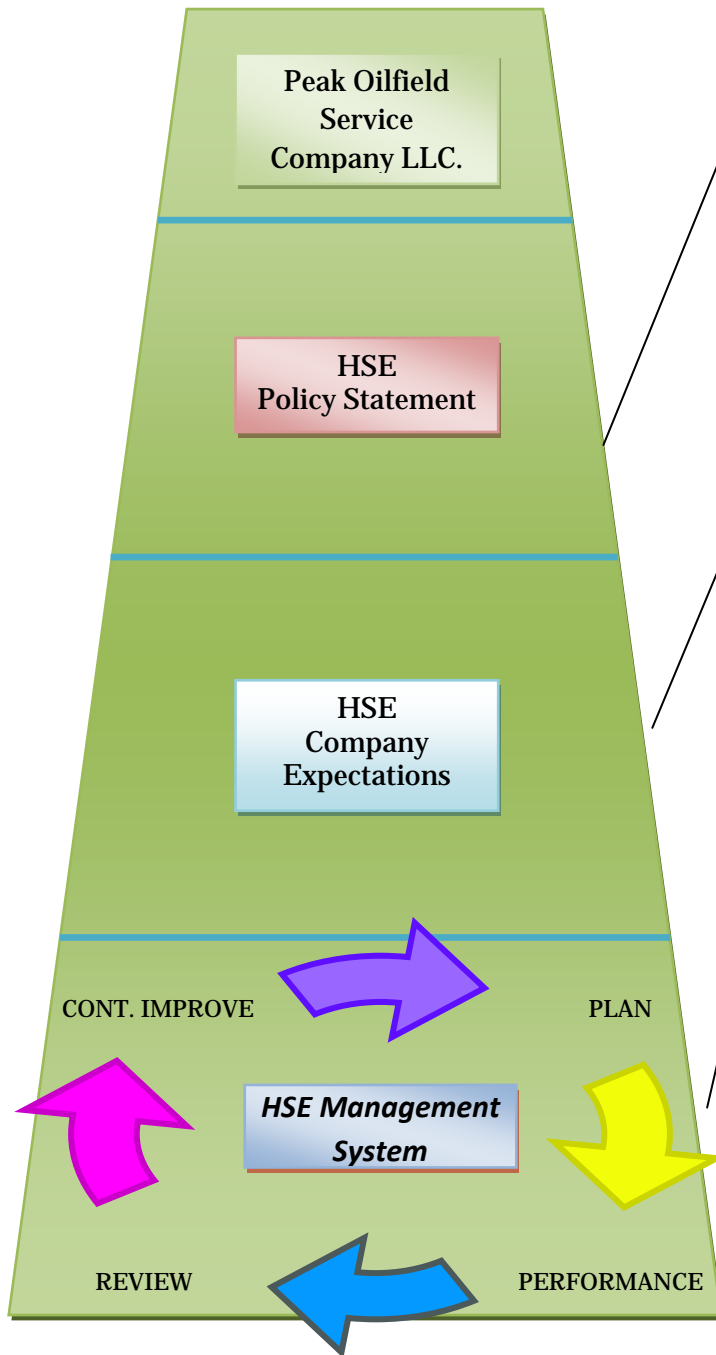 Peak Oilfield
Service
Company LLC.
HSE
Policy Statement
HSE
Company
Expectations
CONT. IMPROVE
PLAN
HSE Management
System
REVIEW
PERFORMANCE